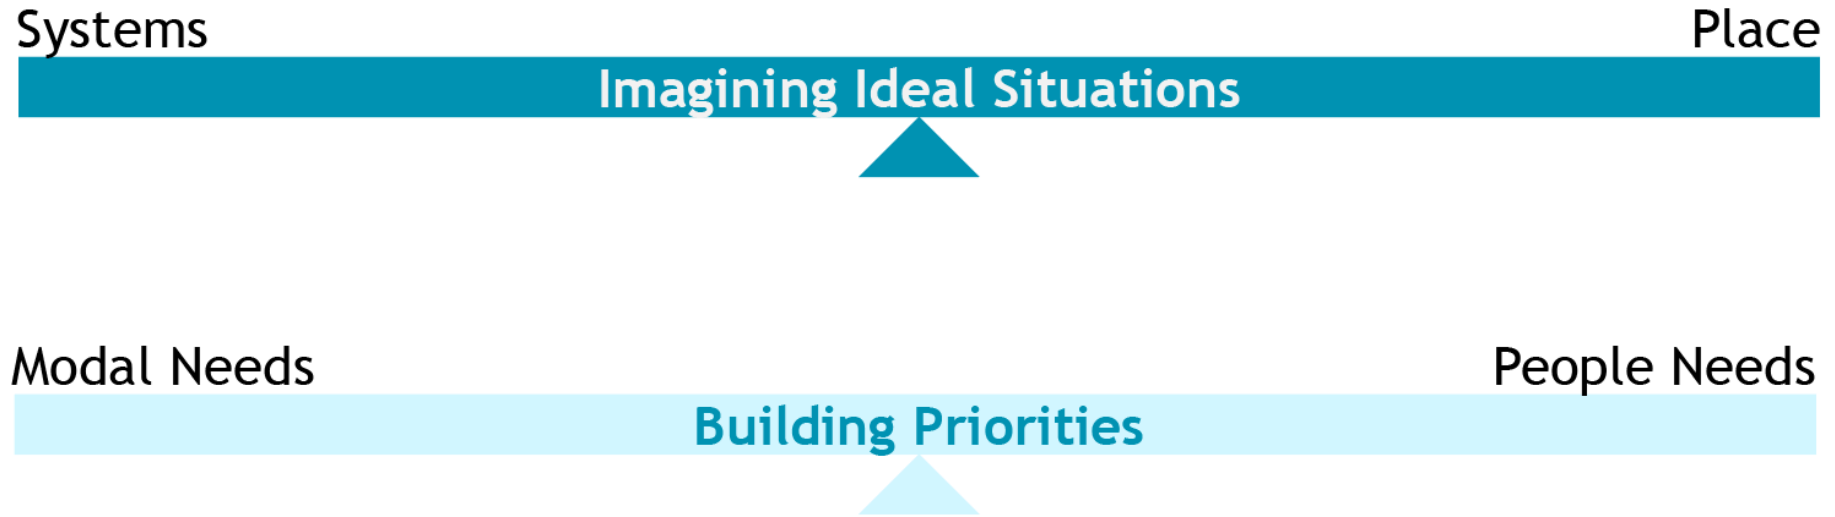 Systems
Place
Imagining Ideal Situations
Modal Needs
People Needs
Building Priorities